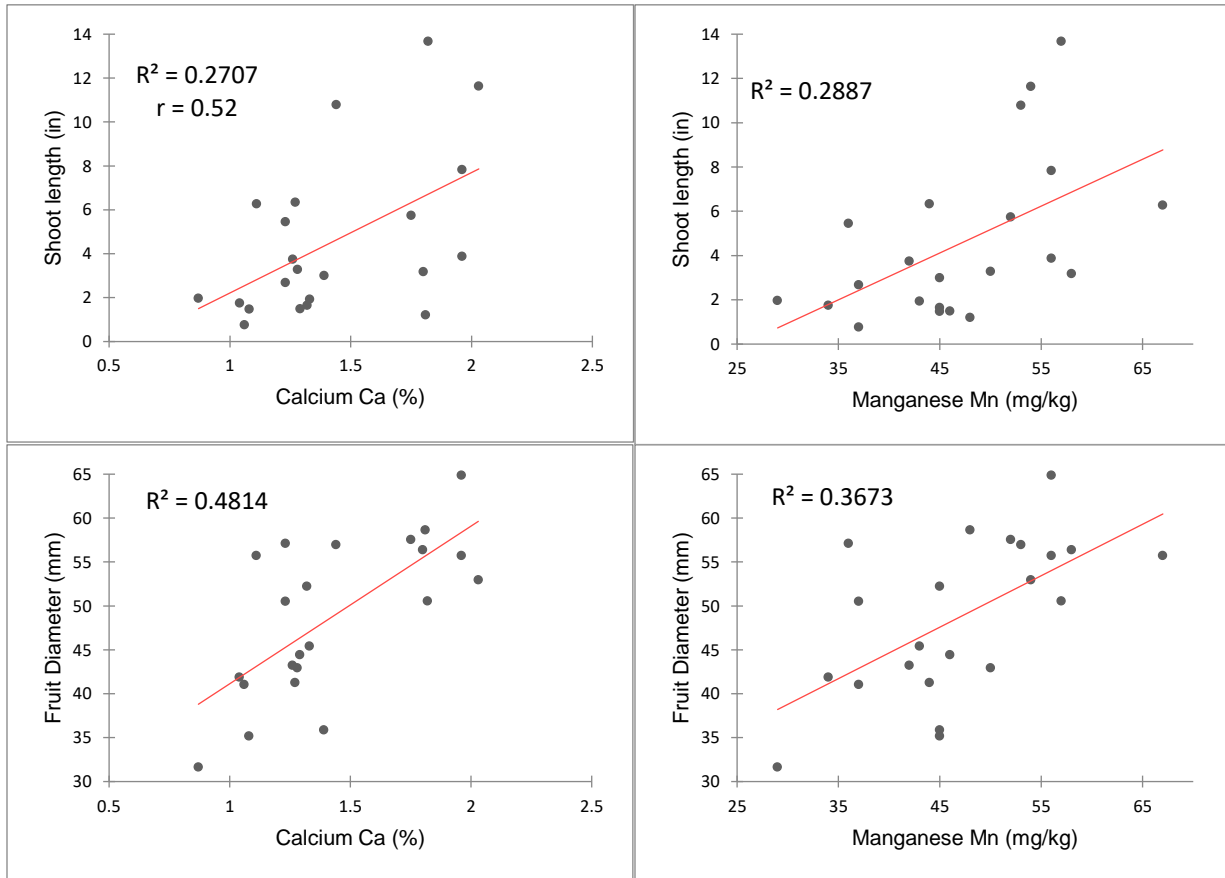 R² = 0.2707
r = 0.52
Shoot length (in)
14
12
10
8
6
4
2
0
0.5 1 1.5 2 2.5
Calcium Ca (%)
R² = 0.2887
Shoot length (in)
14
12
10
8
6
4
2
0
25 35 45 55 65
Manganese Mn (mg/kg)
R² = 0.4814
Fruit Diameter (mm)
65
60
55
50
45
40
35
30
0.5 1 1.5 2 2.5
Calcium Ca (%)
R² = 0.3673
Fruit Diameter (mm)
65
60
55
50
45
40
35
30
25 35 45 55 65
Manganese Mn (mg/kg)